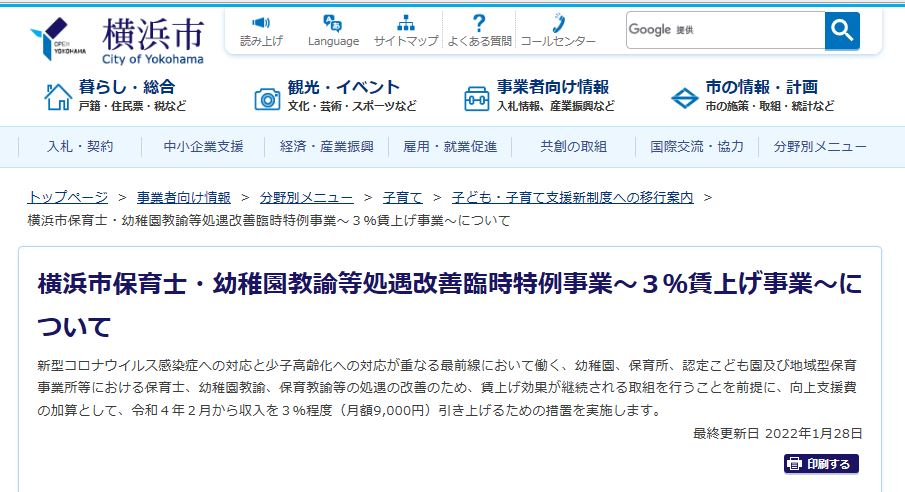 OPEN YOKOHAMA
横浜市
City of Yokohama
読み上げ
Language
サイトマップ
よくある質問
コールセンター
Google 提供
暮らし・総合
戸籍・住民票・税など
観光・イベント
文化・芸術・スポーツなど
事業者向け情報
入札情報、産業振興など
市の情報・計画
市の施策・取組・統計など
入札・契約
中小企業支援
経済・産業振興
雇用・就業促進
共創の取組
国際交流・協力
分野別メニュー
トップページ > 事業者向け情報 > 分野別メニュー > 子育て > 子ども・子育て支援新制度への移行案内 >
横浜市保育士・幼稚園教諭等処遇改善臨時特例事業～３％賃上げ事業～について
横浜市保育士・幼稚園教諭等処遇改善臨時特例事業～３％賃上げ事業～に
ついて
新型コロナウイルス感染症への対応と少子高齢化への対応が重なる最前線において働く、幼稚園、保育所、認定こども園及び地域型保育
事業所等における保育士、幼稚園教諭、保育教諭等の処遇の改善のため、賃上げ効果が継続される取組を行うことを前提に、向上支援費
の加算として、令和４年２月から収入を３％程度（月額9,000円）引き上げるための措置を実施します。
最終更新日 2022年1月28日
印刷する